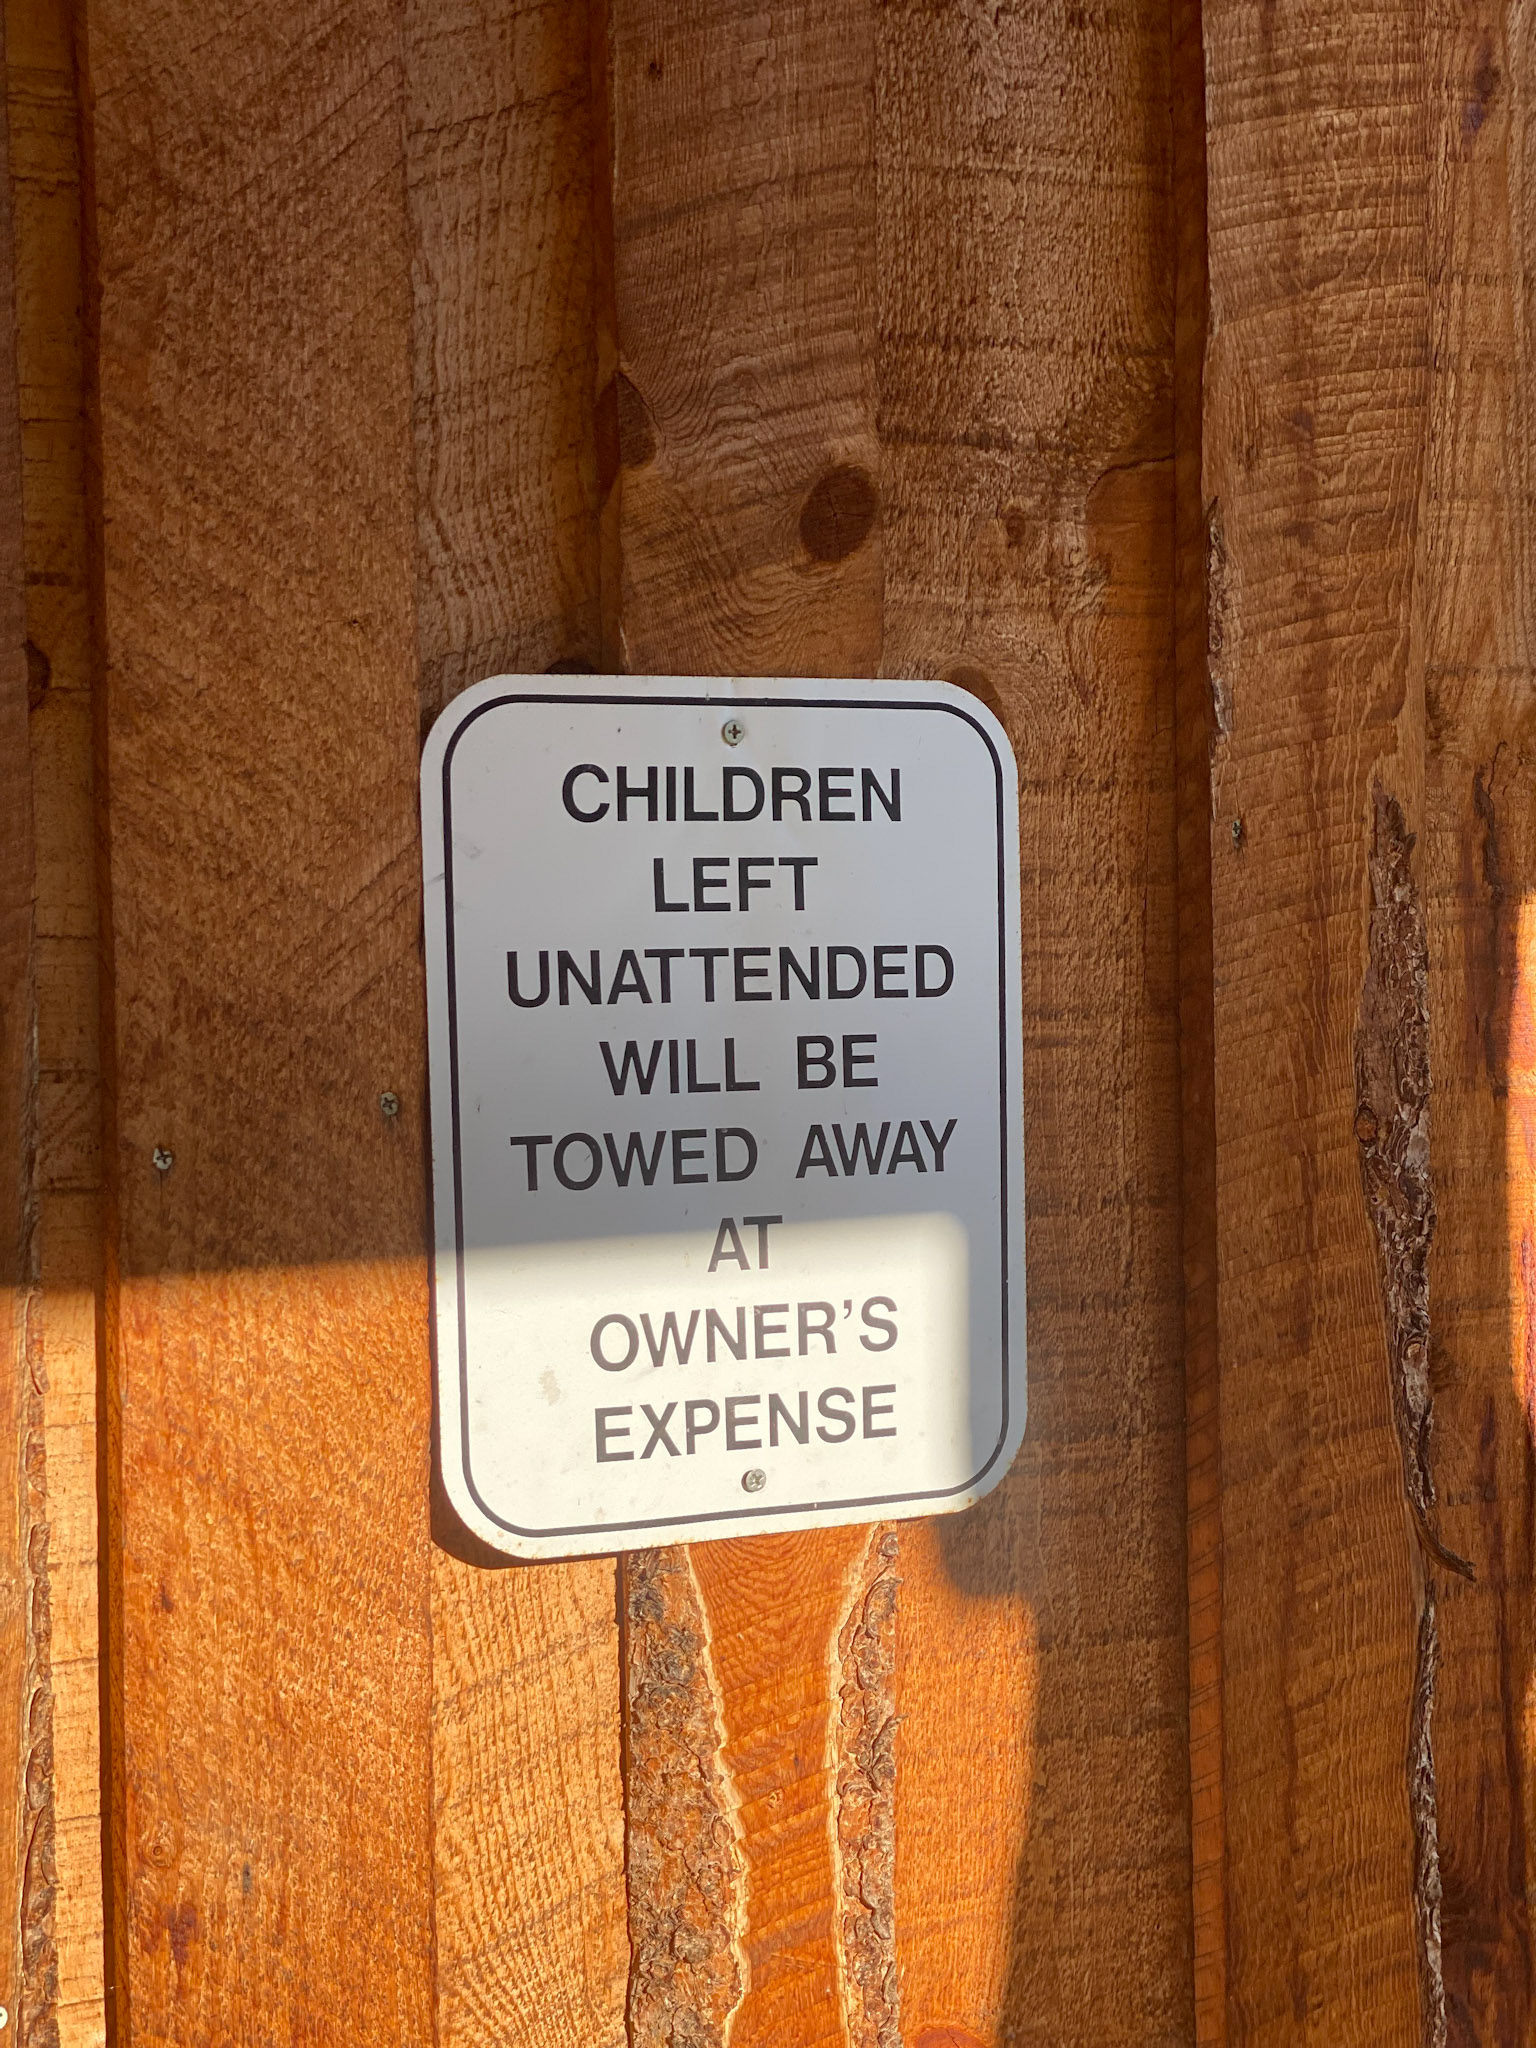 CHILDREN
LEFT
UNATTENDED
WILL BE
TOWED AWAY
AT
OWNER'S
EXPENSE